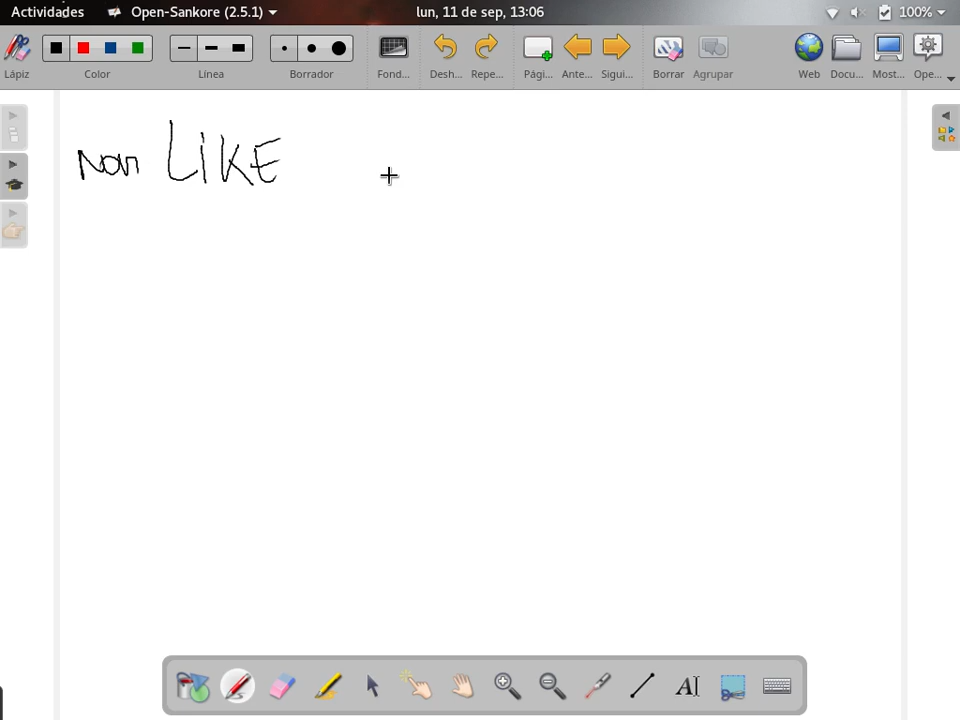 Actividades Open-Sankore (2.5.1) lun, 11 de sep, 13:06 100%
Lápiz Color Línea Borrador Fond... Desh... Repe... Pági... Ante... Sigui... Borrar Agrupar Web Docu... Most... Ope...
Non LiKE